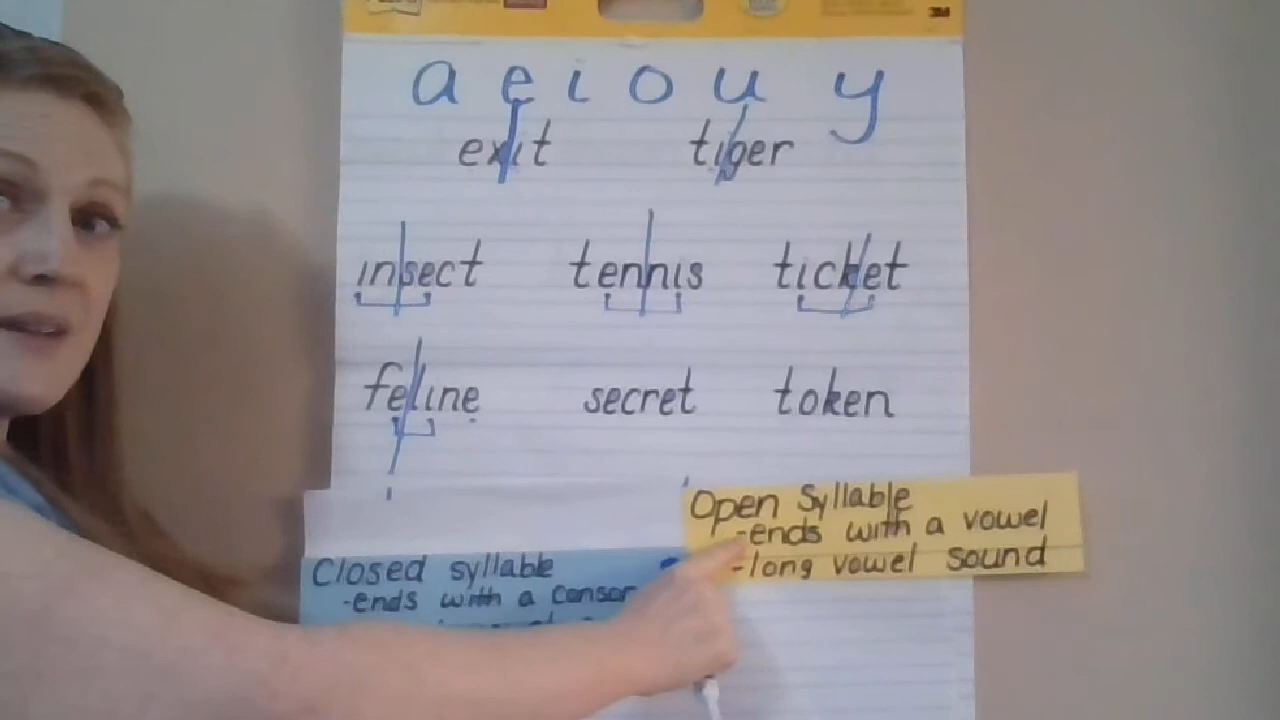 3M
a e i o u y
exit tiger
insect tennis ticket
feline secret token
Open Syllable
-ends with a vowel
-long vowel sound
Closed syllable
-ends with a